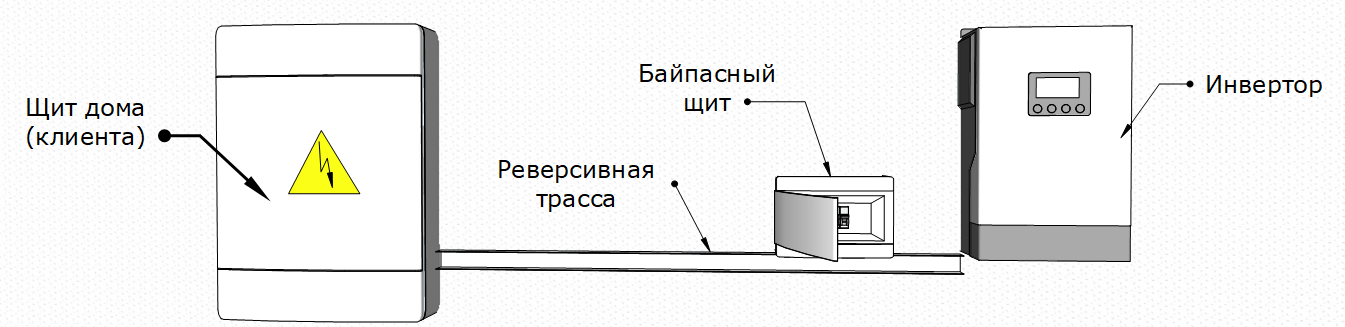 Щит дома
(клиента)
Реверсивная
трасса
Байпасный
щит
Инвертор